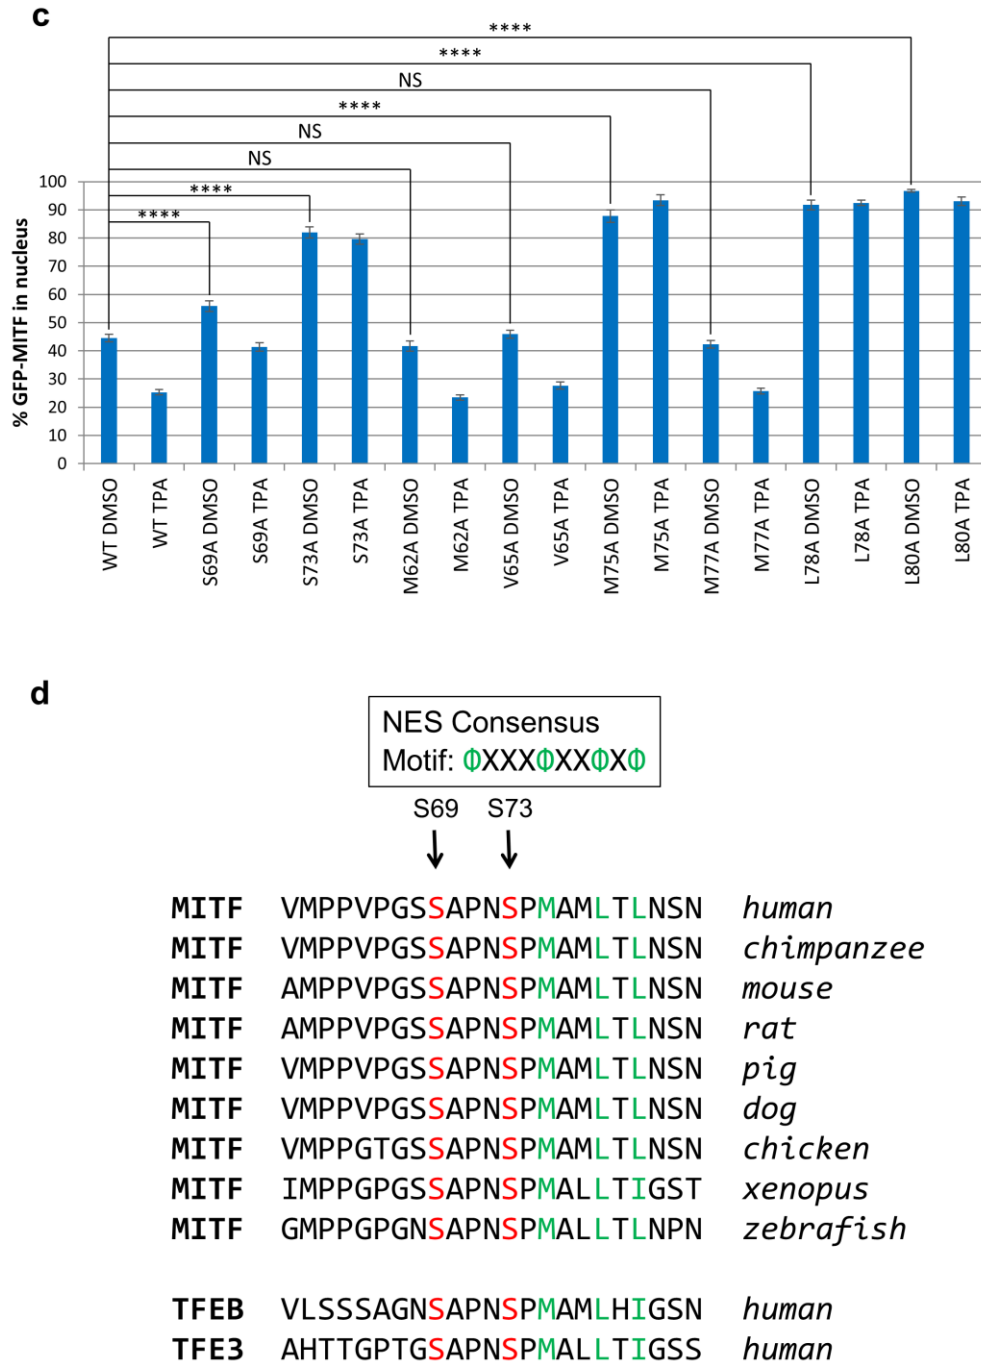 c
****
****
NS
****
NS
NS
****
****
% GFP-MITF in nucleus
100
90
80
70
60
50
40
30
20
10
0
WT DMSO
WT TPA
S69A DMSO
S69A TPA
S73A DMSO
S73A TPA
M62A DMSO
M62A TPA
V65A DMSO
V65A TPA
M75A DMSO
M75A TPA
M77A DMSO
M77A TPA
L78A DMSO
L78A TPA
L80A DMSO
L80A TPA
d
NES Consensus
Motif: ΦXXXΦXXΦXΦ
S69 S73
MITF VMPPVPGSSAPNSPMAMLTLNSN human
MITF VMPPVPGSSAPNSPMAMLTLNSN chimpanzee
MITF AMPPVPGSSAPNSPMAMLTLNSN mouse
MITF AMPPVPGSSAPNSPMAMLTLNSN rat
MITF VMPPVPGSSAPNSPMAMLTLNSN pig
MITF VMPPVPGSSAPNSPMAMLTLNSN dog
MITF VMPPGTGSSAPNSPMAMLTLNSN chicken
MITF IMPPGPGSSAPNSPMALLTIGST xenopus
MITF GMPPGPGNSAPNSPMALLTLNPN zebrafish
TFEB VLSSSAGNSAPNSPMAMLHIGSN human
TFE3 AHTTGPTGSAPNSPMALLTIGSS human